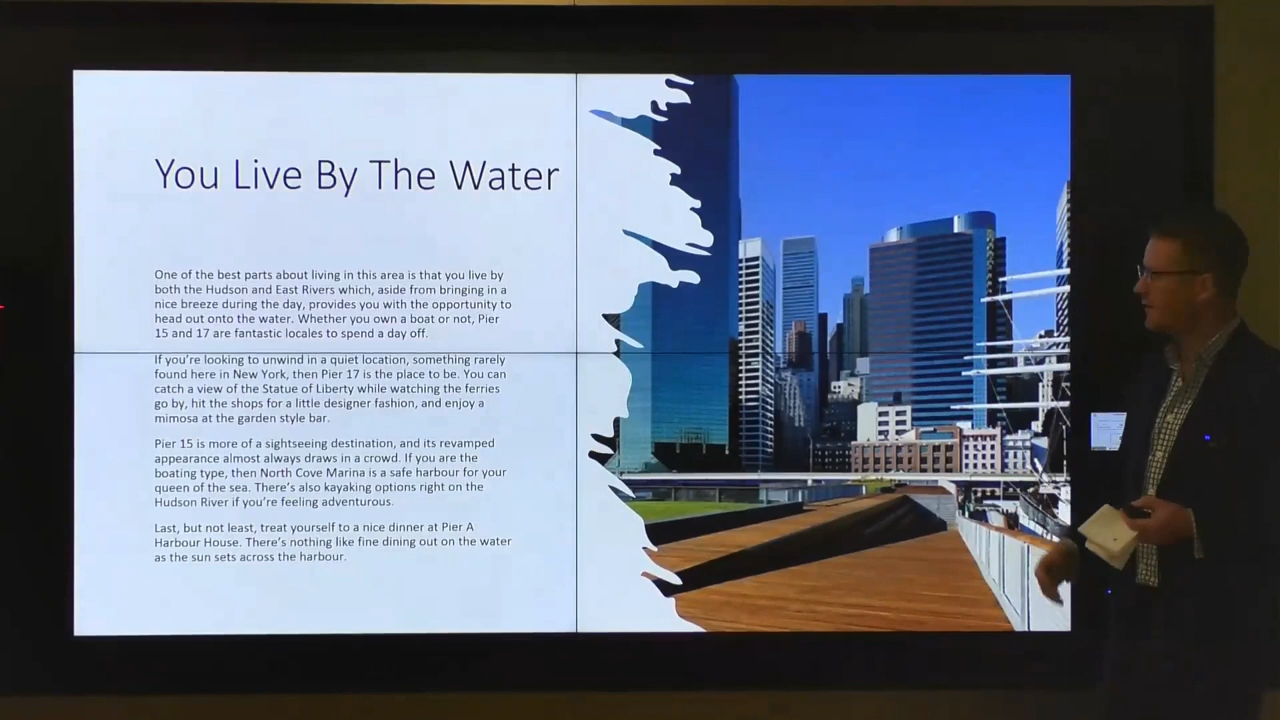 You Live By The Water
One of the best parts about living in this area is that you live by
both the Hudson and East Rivers which, aside from bringing in a
nice breeze during the day, provides you with the opportunity to
head out onto the water. Whether you own a boat or not, Pier
15 and 17 are fantastic locales to spend a day off.
If you're looking to unwind in a quiet location, something rarely
found here in New York, then Pier 17 is the place to be. You can
catch a view of the Statue of Liberty while watching the ferries
go by, hit the shops for a little designer fashion, and enjoy a
mimosa at the garden style bar.
Pier 15 is more of a sightseeing destination, and its revamped
appearance almost always draws in a crowd. If you are the
boating type, then North Cove Marina is a safe harbour for your
queen of the sea. There's also kayaking options right on the
Hudson River if you're feeling adventurous.
Last, but not least, treat yourself to a nice dinner at Pier A
Harbour House. There's nothing like fine dining out on the water
as the sun sets across the harbour.